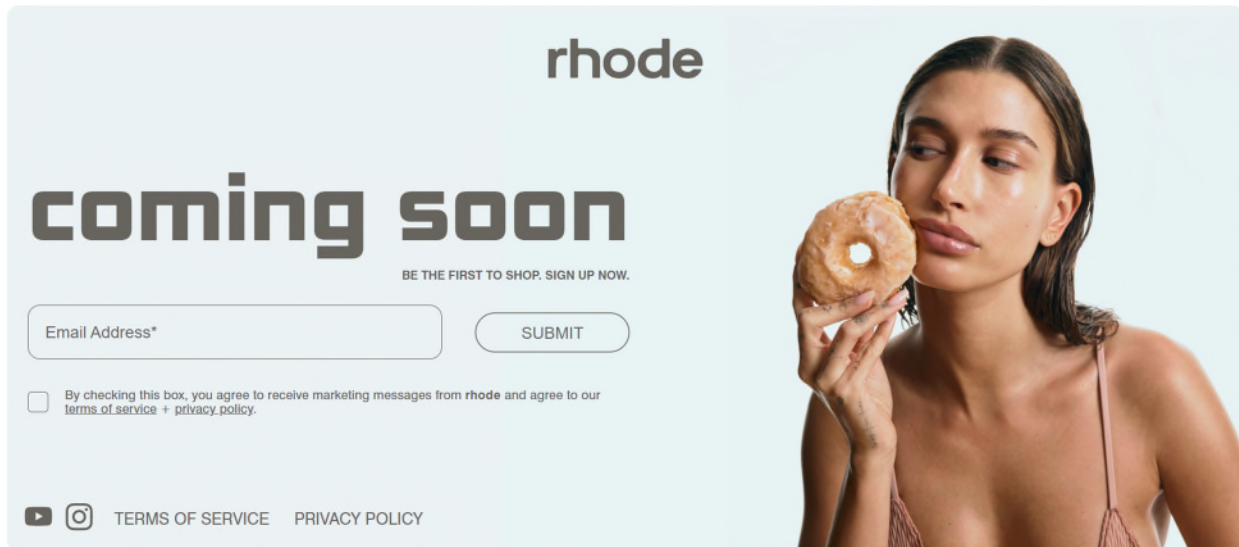 rhode
coming soon
BE THE FIRST TO SHOP. SIGN UP NOW.
Email Address*
SUBMIT
By checking this box, you agree to receive marketing messages from rhode and agree to our
terms of service + privacy policy.
TERMS OF SERVICE PRIVACY POLICY